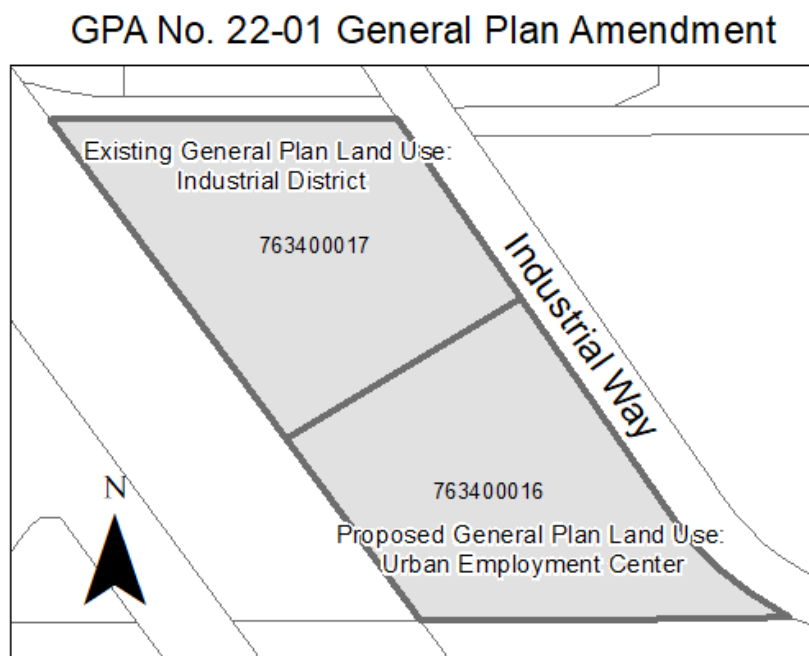 GPA No. 22-01 General Plan Amendment
Existing General Plan Land Use:
Industrial District
763400017
Industrial Way
763400016
N
Proposed General Plan Land Use:
Urban Employment Center